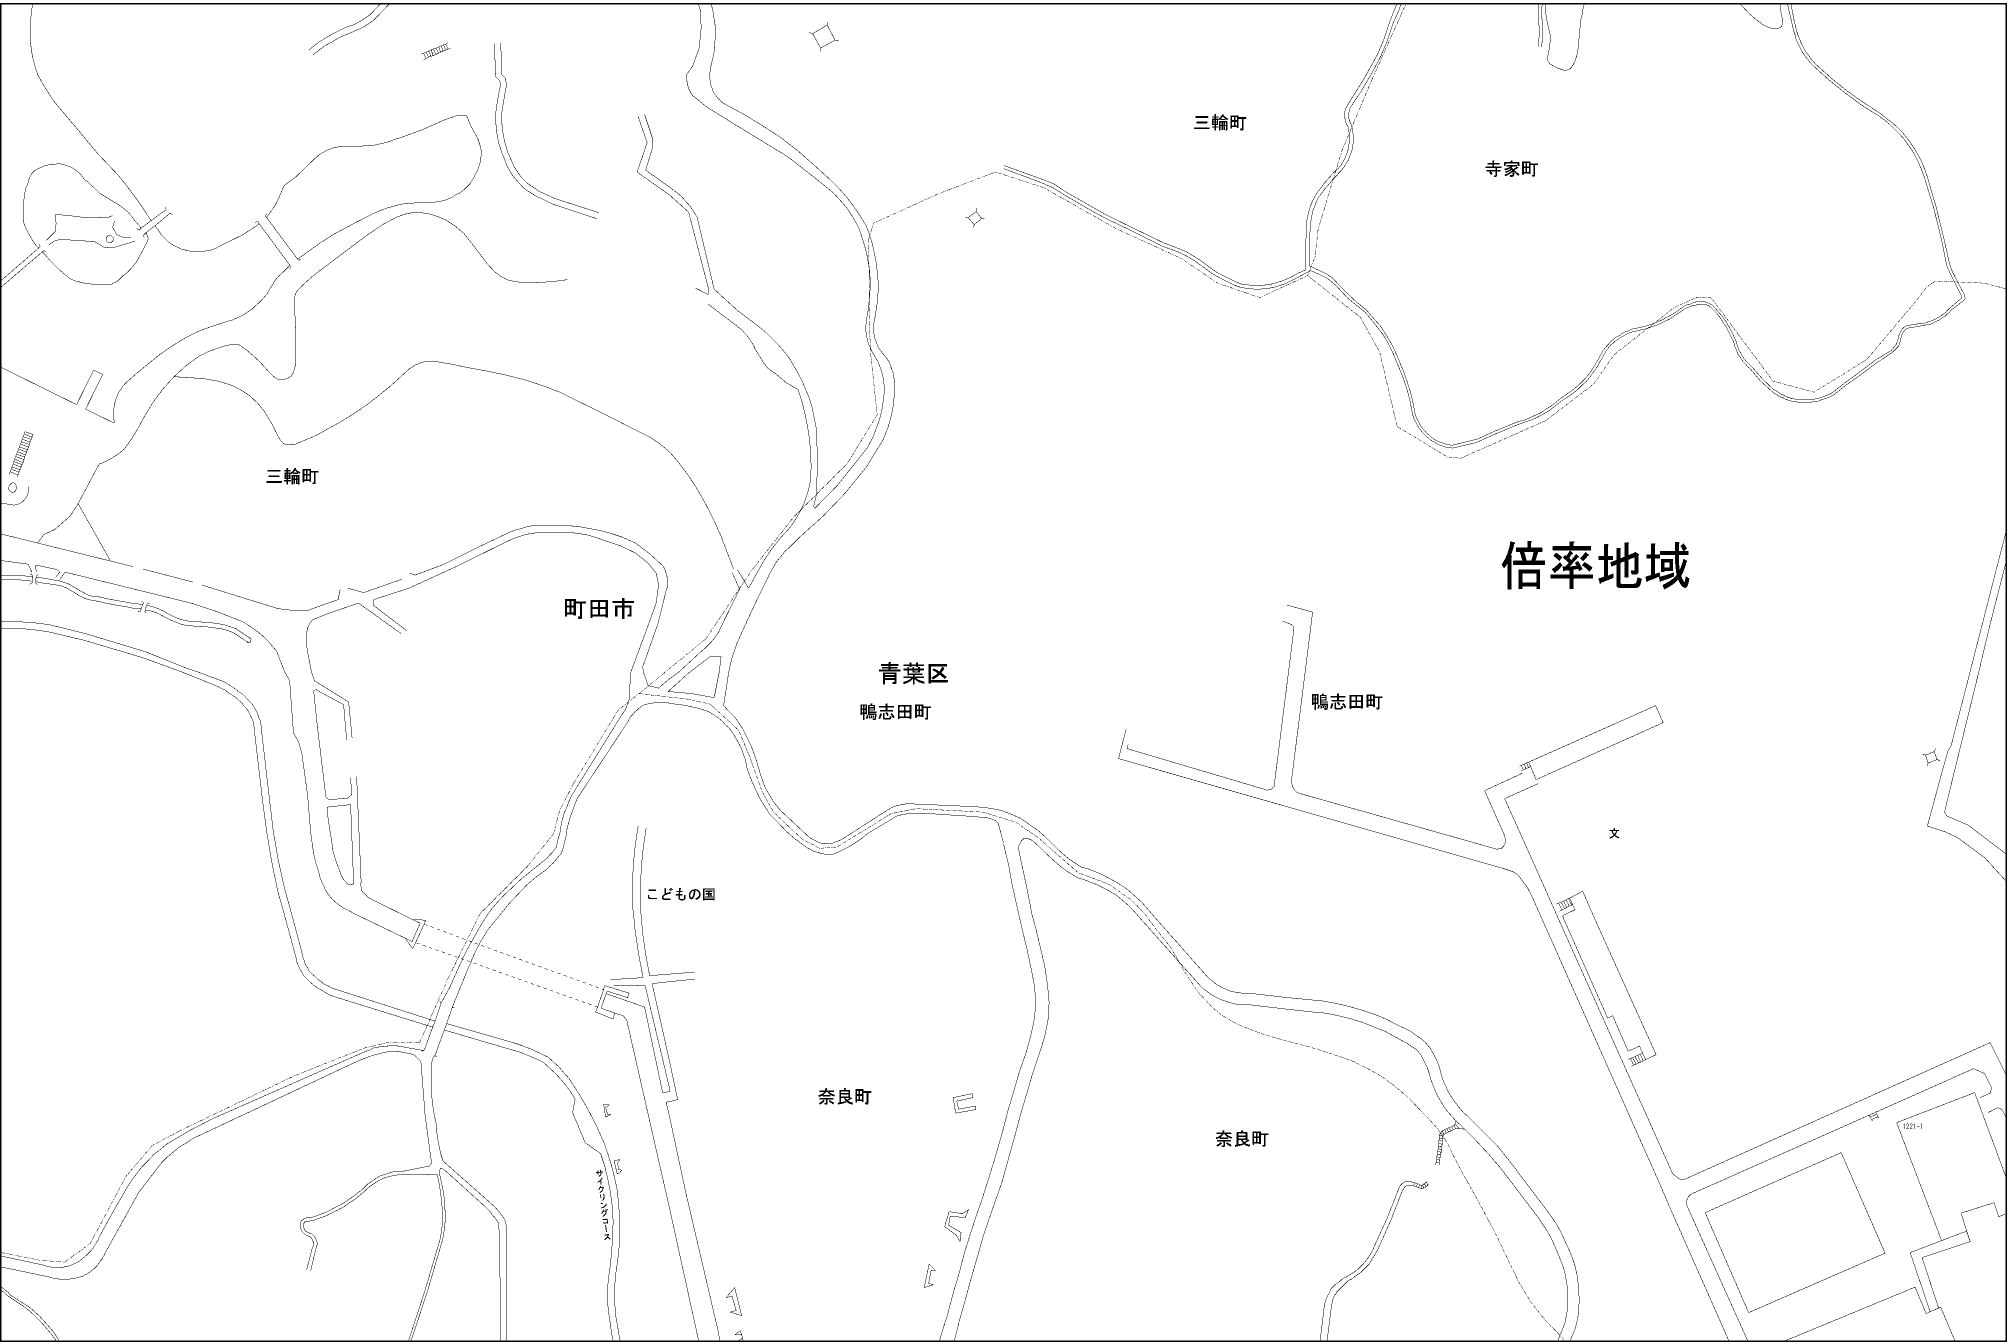 三輪町
寺家町
三輪町
倍率地域
町田市
青葉区
鴨志田町
鴨志田町
文
こどもの国
奈良町
奈良町
1221-1
サイクリングコース